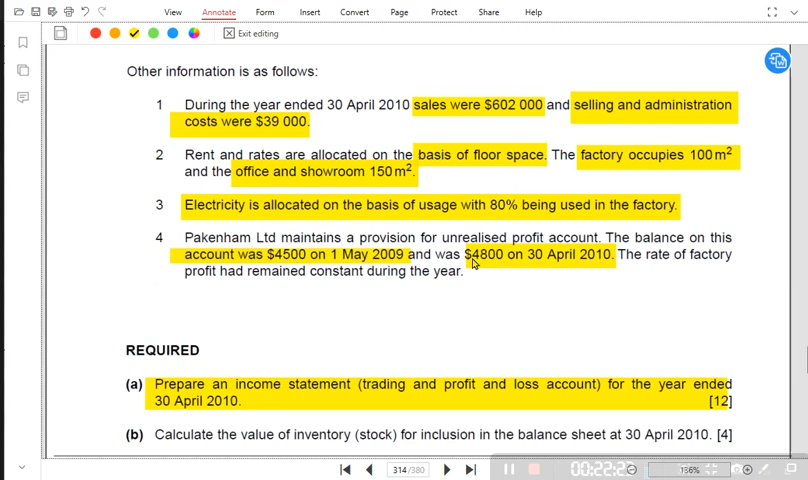 View Annotate Form Insert Convert Page Protect Share Help
Exit editing
Other information is as follows:
1 During the year ended 30 April 2010 sales were $602 000 and selling and administration
costs were $39 000.
2 Rent and rates are allocated on the basis of floor space. The factory occupies 100 m²
and the office and showroom 150 m².
3 Electricity is allocated on the basis of usage with 80% being used in the factory.
4 Pakenham Ltd maintains a provision for unrealised profit account. The balance on this
account was $4500 on 1 May 2009 and was $4800 on 30 April 2010. The rate of factory
profit had remained constant during the year.
REQUIRED
(a) Prepare an income statement (trading and profit and loss account) for the year ended
30 April 2010. [12]
(b) Calculate the value of inventory (stock) for inclusion in the balance sheet at 30 April 2010. [4]
314/380